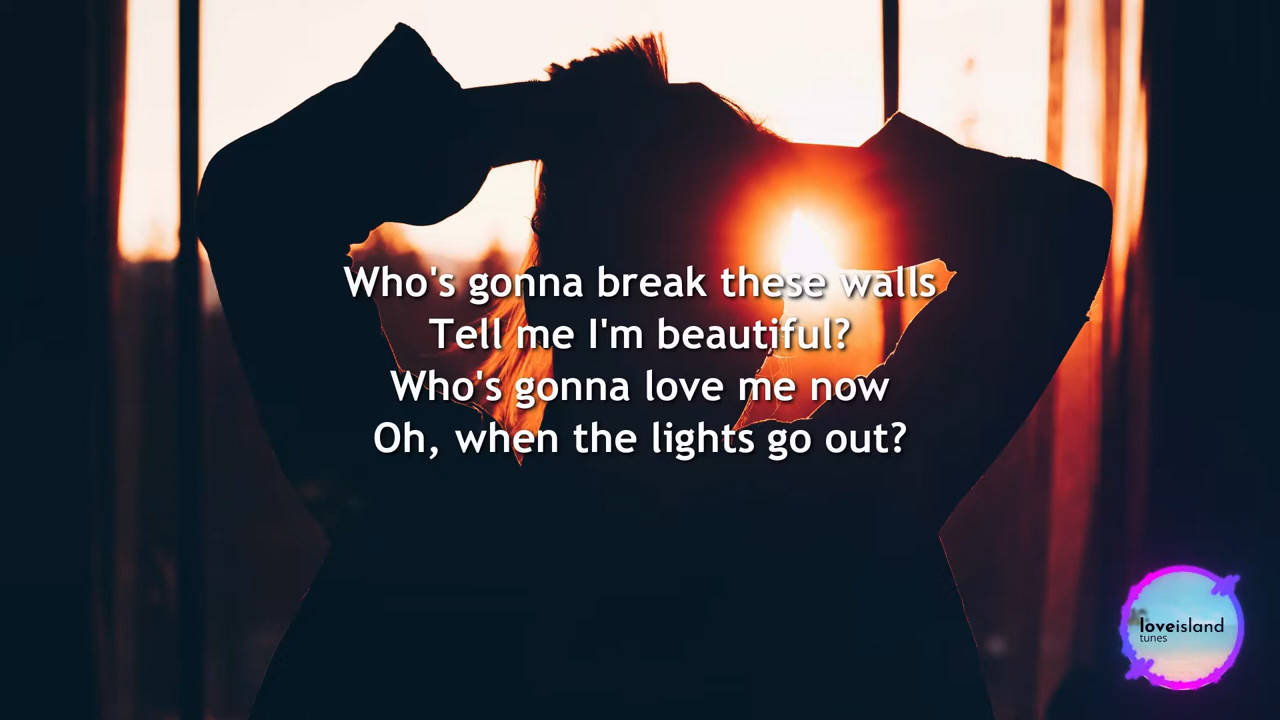 Who's gonna break these walls
Tell me I'm beautiful?
Who's gonna love me now
Oh, when the lights go out?
loveisland
tunes